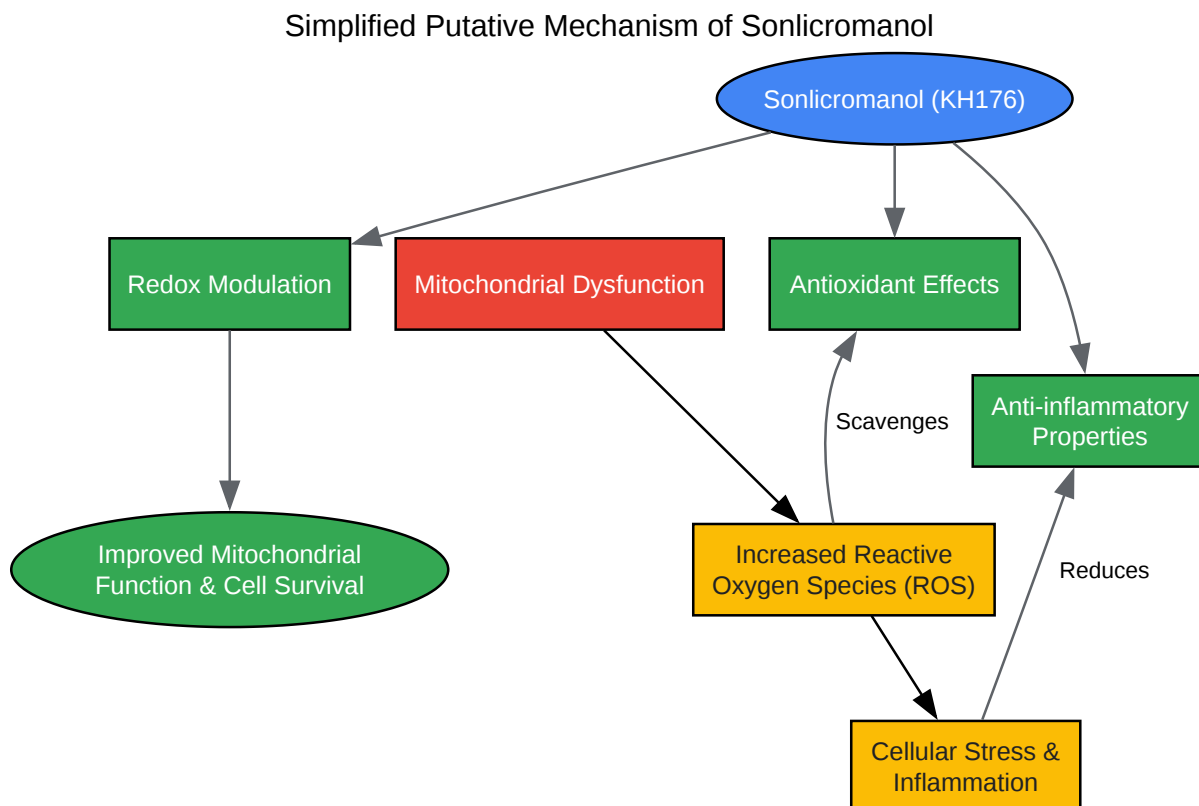 Simplified Putative Mechanism of Sonlicromanol
Sonlicromanol (KH176)
Redox Modulation
Mitochondrial Dysfunction
Antioxidant Effects
Anti-inflammatory
Properties
Scavenges
Improved Mitochondrial
Function & Cell Survival
Increased Reactive
Oxygen Species (ROS)
Reduces
Cellular Stress &
Inflammation